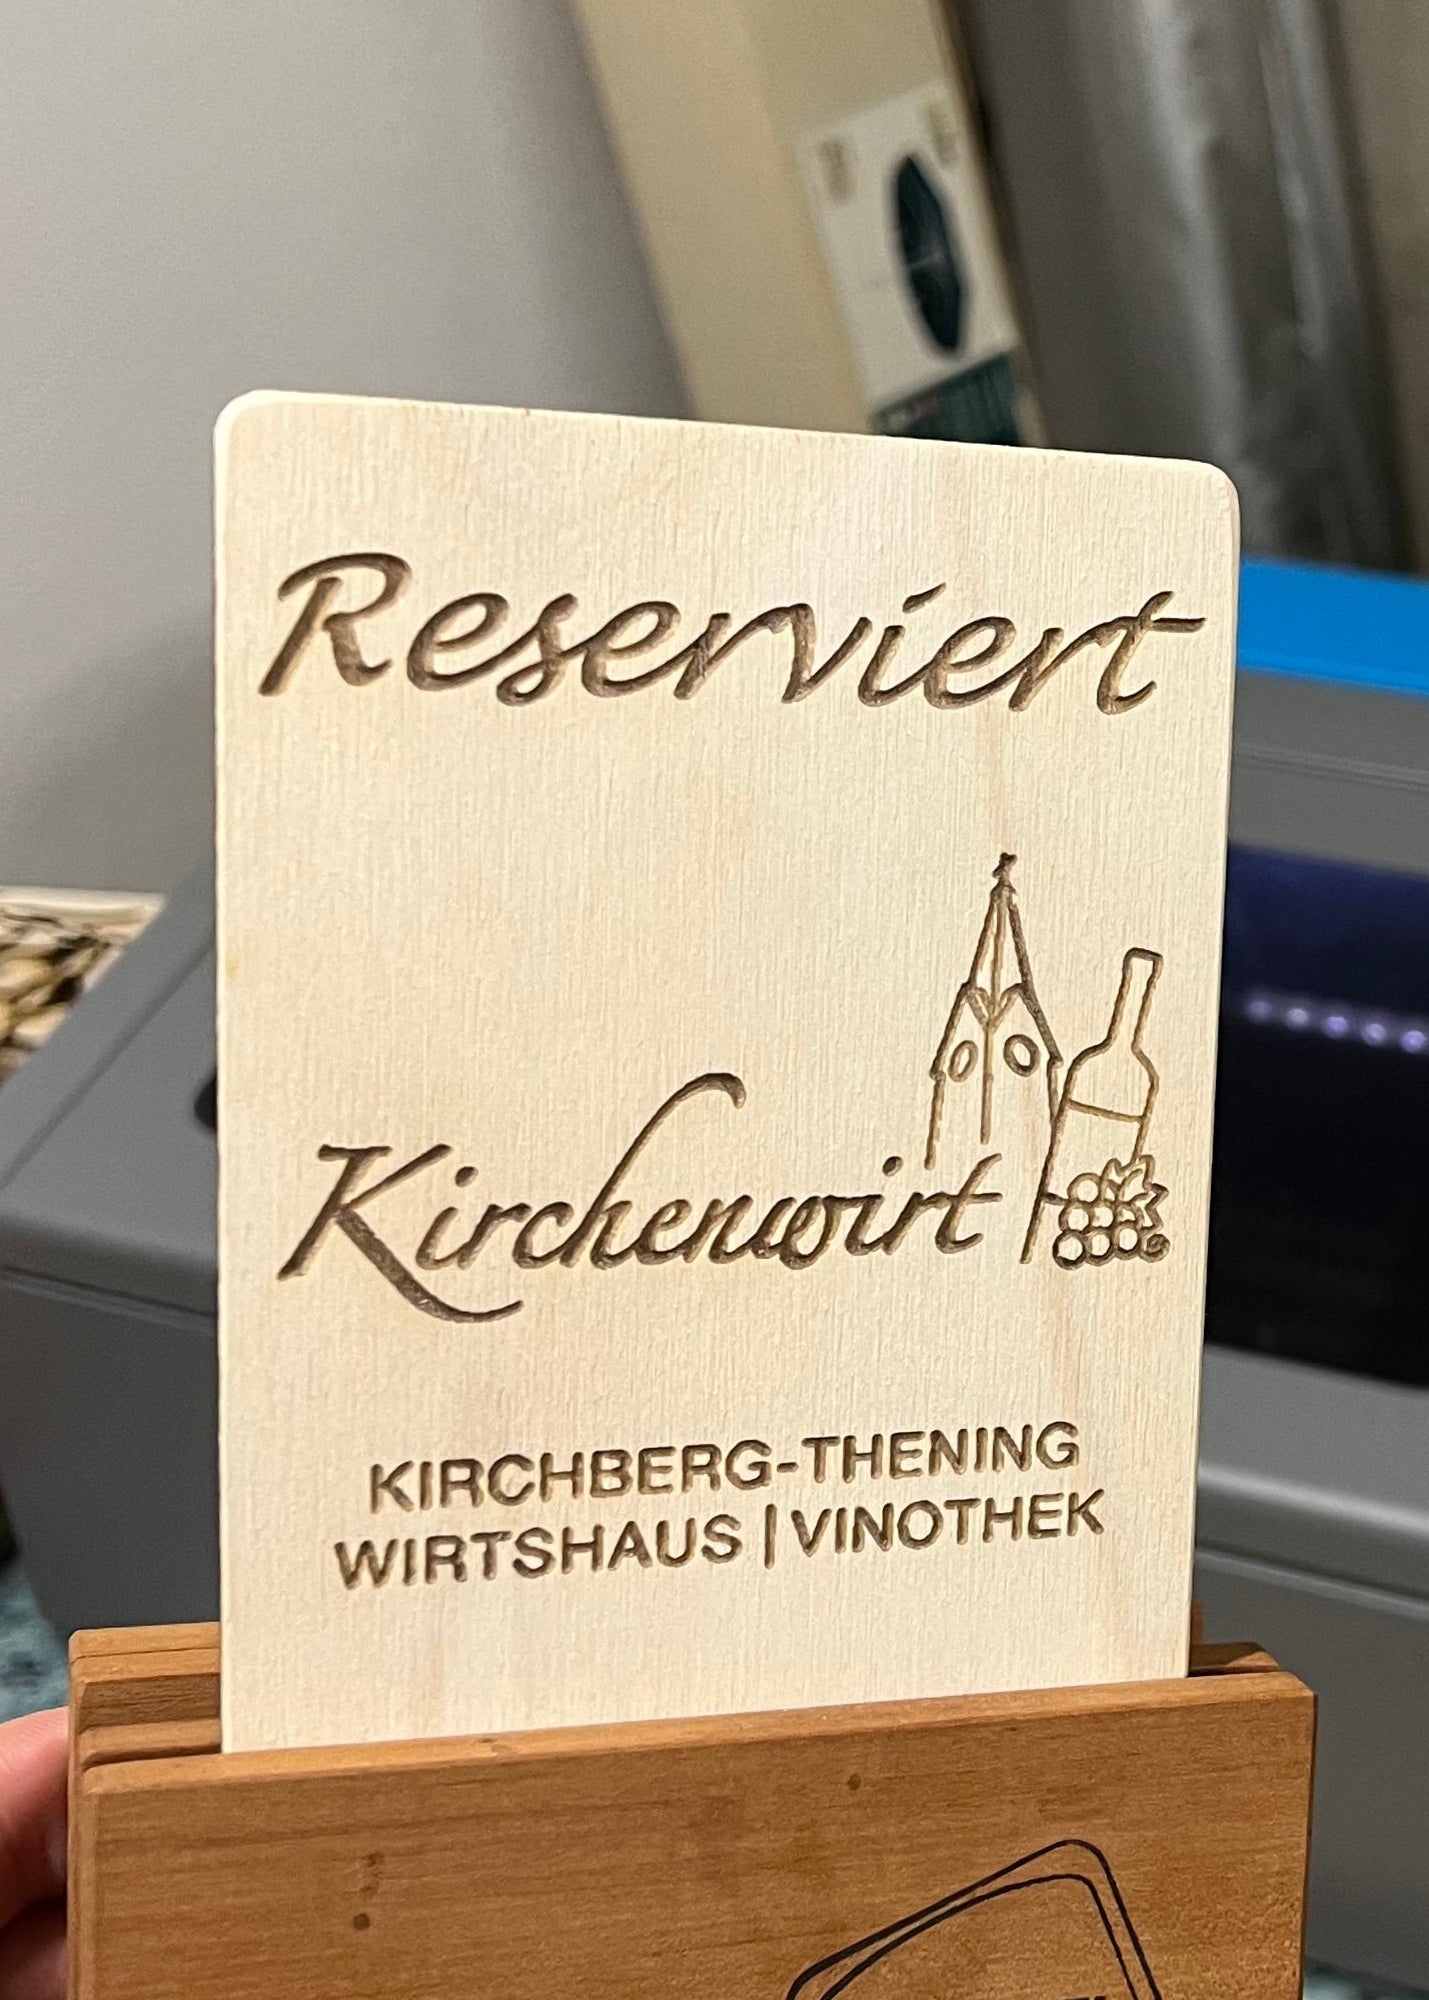 Reserviert
Kirchenwirt
KIRCHBERG-THENING
WIRTSHAUS | VINOTHEK